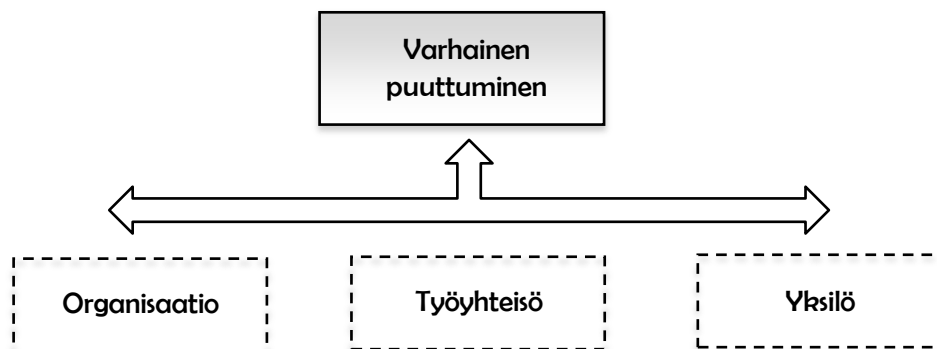 Varhainen
puuttuminen
Organisaatio
Työyhteisö
Yksilö